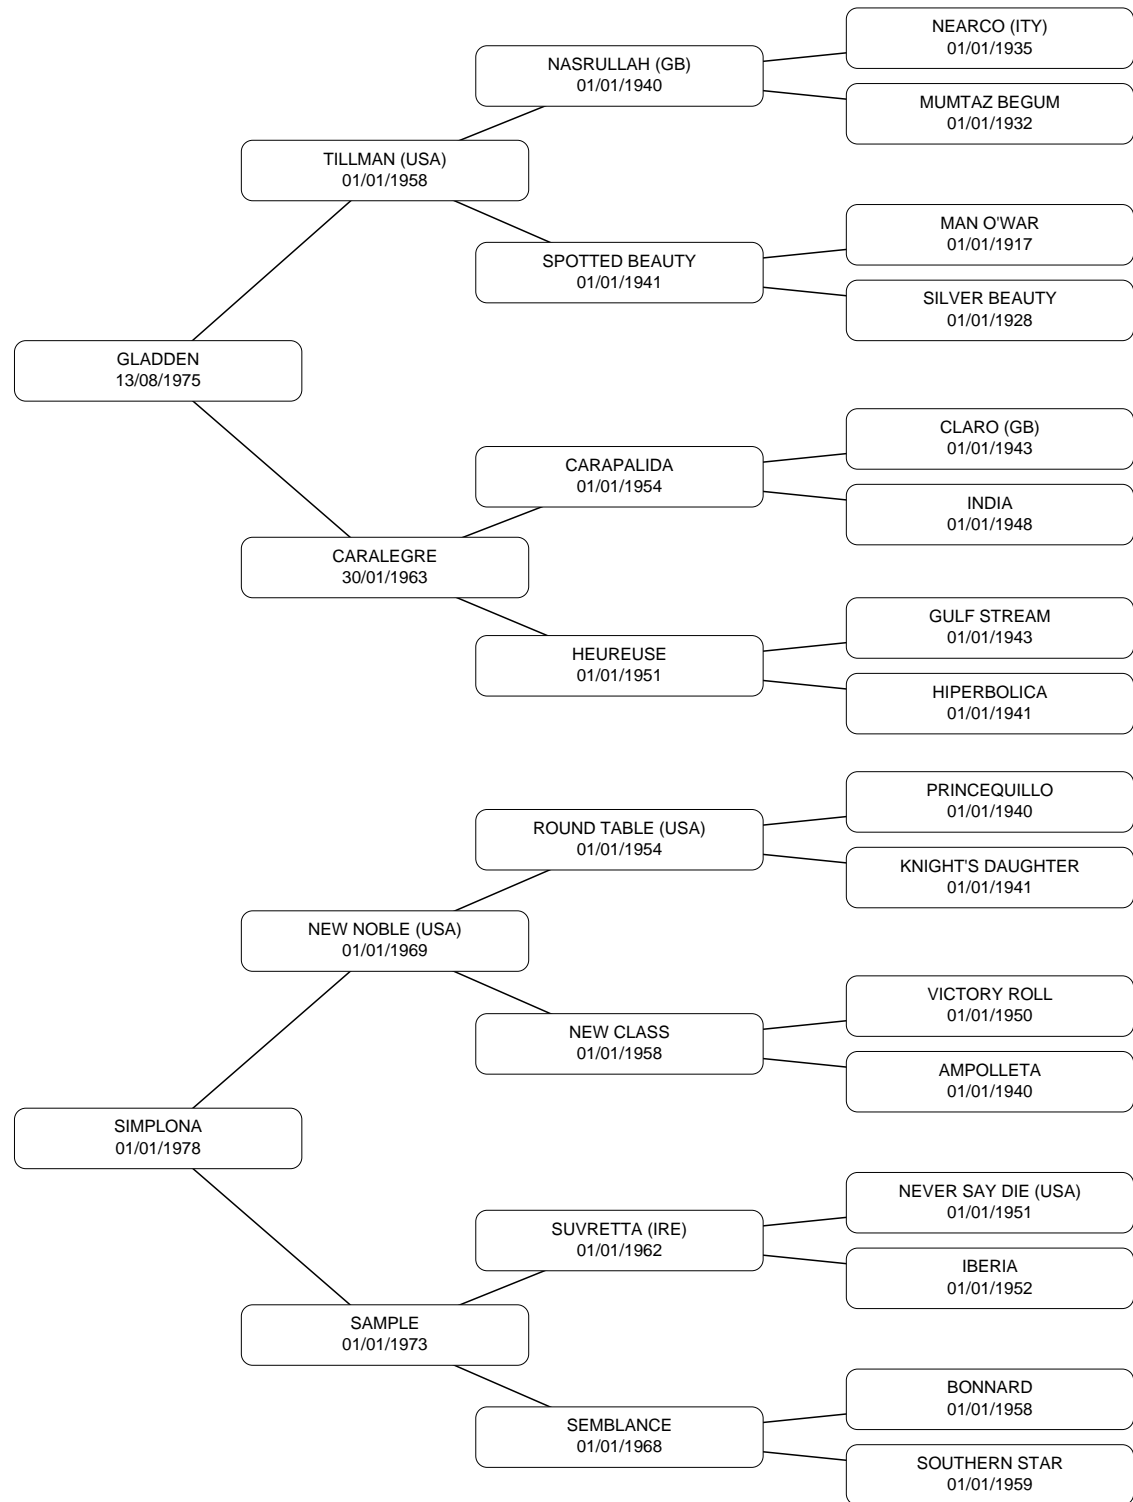 NEARCO (ITY)
01/01/1935
NASRULLAH (GB)
01/01/1940
MUMTAZ BEGUM
01/01/1932
TILLMAN (USA)
01/01/1958
MAN O'WAR
01/01/1917
SPOTTED BEAUTY
01/01/1941
SILVER BEAUTY
01/01/1928
GLADDEN
13/08/1975
CLARO (GB)
01/01/1943
CARAPALIDA
01/01/1954
INDIA
01/01/1948
CARALEGRE
30/01/1963
GULF STREAM
01/01/1943
HEUREUSE
01/01/1951
HIPERBOLICA
01/01/1941
PRINCEQUILLO
01/01/1940
ROUND TABLE (USA)
01/01/1954
KNIGHT'S DAUGHTER
01/01/1941
NEW NOBLE (USA)
01/01/1969
VICTORY ROLL
01/01/1950
NEW CLASS
01/01/1958
AMPOLLETA
01/01/1940
SIMPLONA
01/01/1978
NEVER SAY DIE (USA)
01/01/1951
SUVRETTA (IRE)
01/01/1962
IBERIA
01/01/1952
SAMPLE
01/01/1973
BONNARD
01/01/1958
SEMBLANCE
01/01/1968
SOUTHERN STAR
01/01/1959